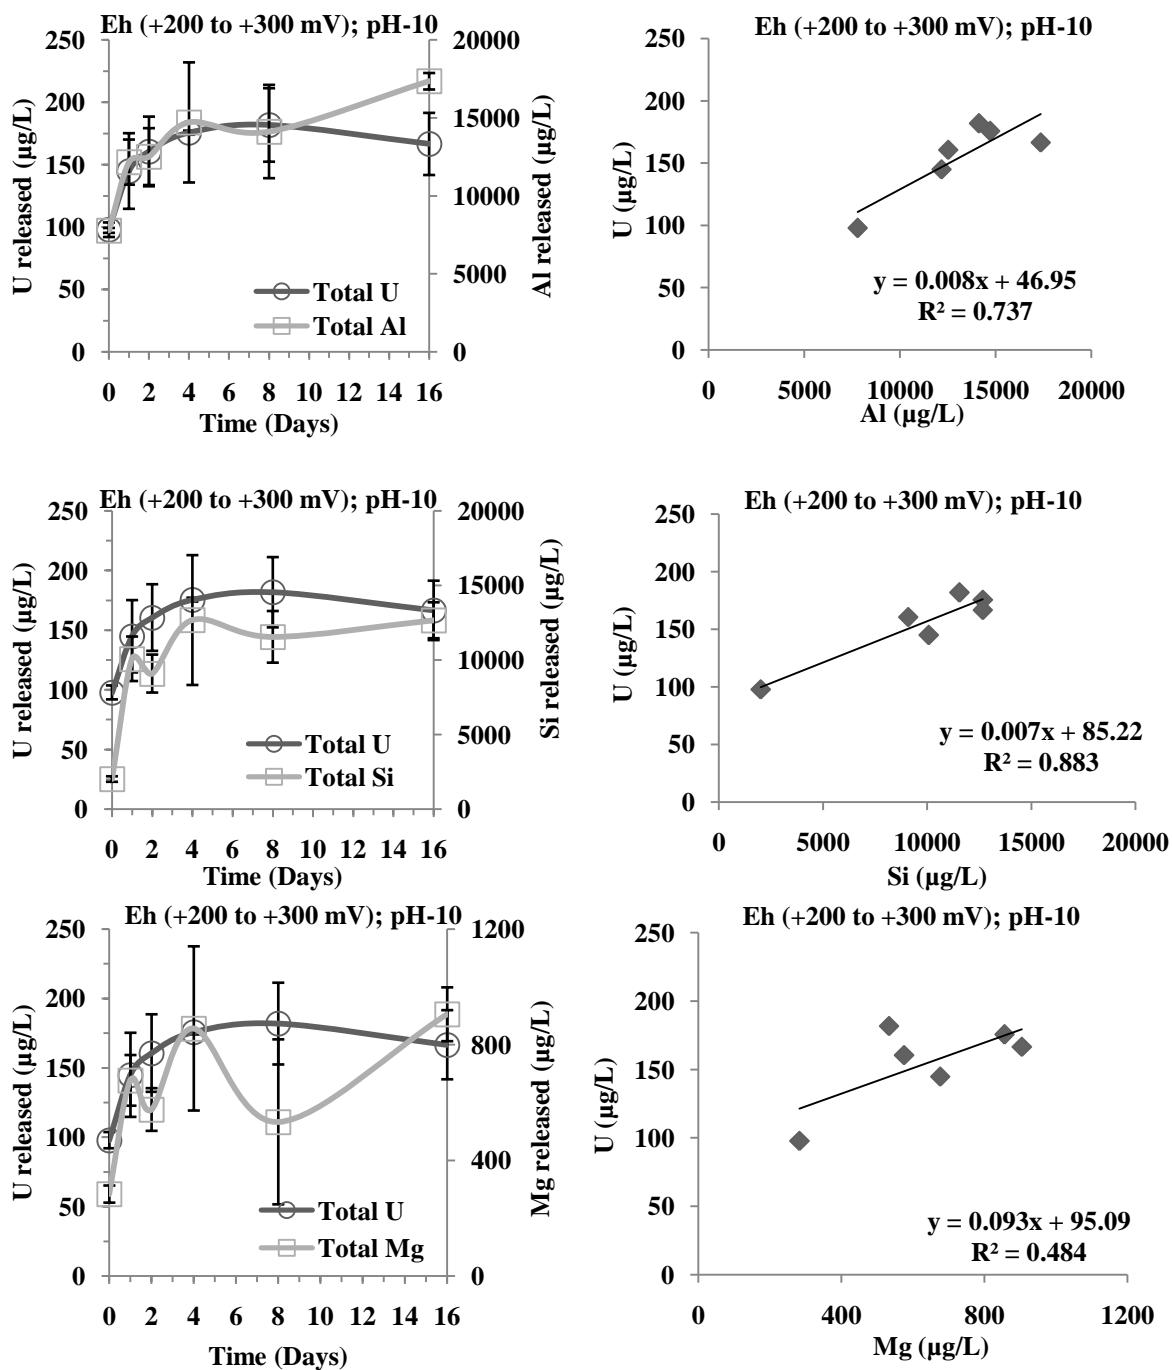 Eh (+200 to +300 mV); pH-10
250
200
150
100
50
0
U released (µg/L)
20000
15000
10000
5000
0
Al released (µg/L)
Total U
Total Al
0 2 4 6 8 10 12 14 16
Time (Days)
Eh (+200 to +300 mV); pH-10
250
200
150
100
50
0
U (µg/L)
y = 0.008x + 46.95
R² = 0.737
0 5000 10000 15000 20000
Al (µg/L)
Eh (+200 to +300 mV); pH-10
250
200
150
100
50
0
U released (µg/L)
20000
15000
10000
5000
0
Si released (µg/L)
Total U
Total Si
0 2 4 6 8 10 12 14 16
Time (Days)
Eh (+200 to +300 mV); pH-10
250
200
150
100
50
0
U (µg/L)
y = 0.007x + 85.22
R² = 0.883
0 5000 10000 15000 20000
Si (µg/L)
Eh (+200 to +300 mV); pH-10
250
200
150
100
50
0
U released (µg/L)
1200
800
400
0
Mg released (µg/L)
Total U
Total Mg
0 2 4 6 8 10 12 14 16
Time (Days)
Eh (+200 to +300 mV); pH-10
250
200
150
100
50
0
U (µg/L)
y = 0.093x + 95.09
R² = 0.484
0 400 800 1200
Mg (µg/L)